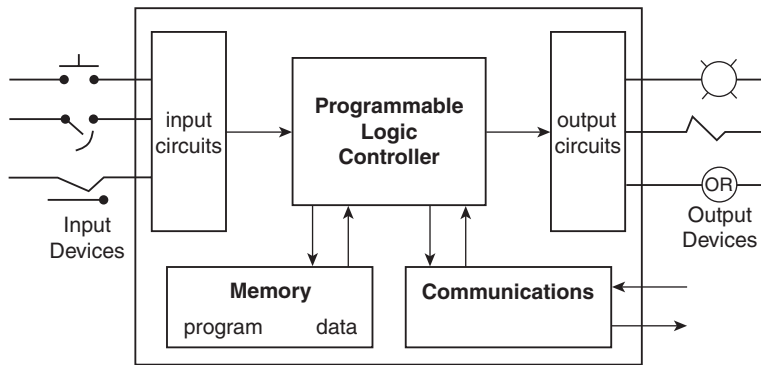 input
circuits
Programmable
Logic
Controller
output
circuits
OR
Input
Devices
Output
Devices
Memory
program data
Communications